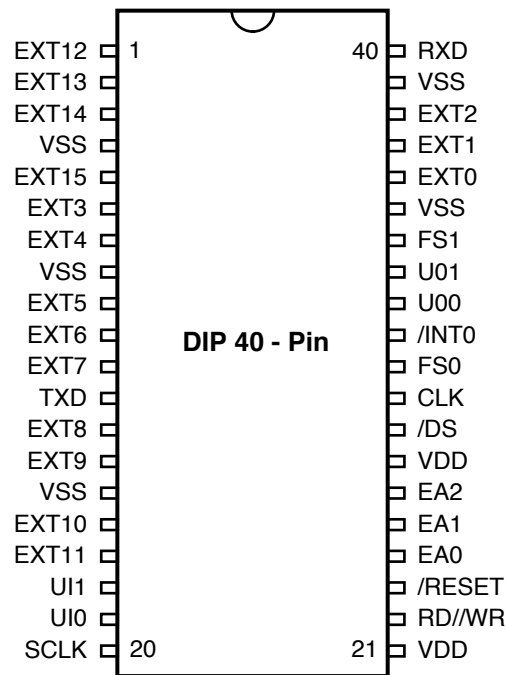 EXT12 1 40 RXD
EXT13 VSS
EXT14 EXT2
VSS EXT1
EXT15 EXT0
EXT3 VSS
EXT4 FS1
VSS U01
EXT5 U00
EXT6 DIP 40 - Pin /INT0
EXT7 FS0
TXD CLK
EXT8 /DS
EXT9 VDD
VSS EA2
EXT10 EA1
EXT11 EA0
UI1 /RESET
UI0 RD//WR
SCLK 20 21 VDD